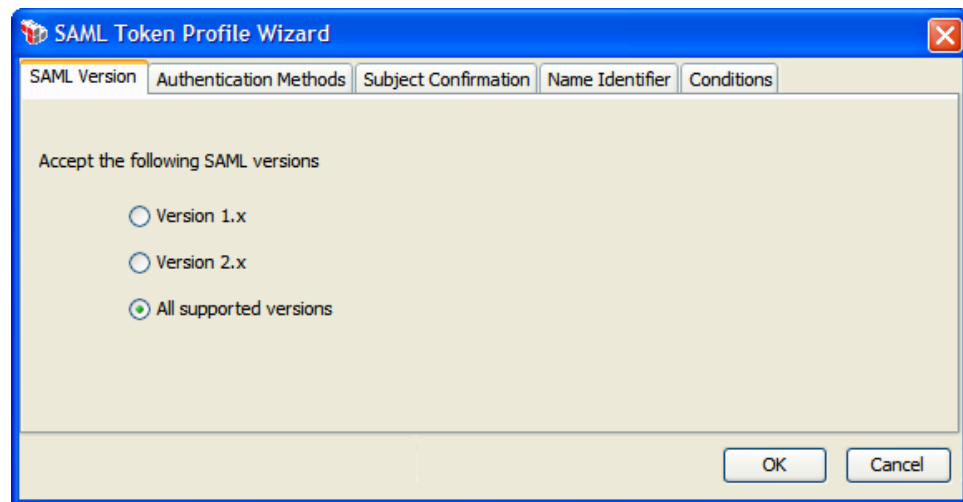 SAML Token Profile Wizard
SAML Version Authentication Methods Subject Confirmation Name Identifier Conditions
Accept the following SAML versions
Version 1.x
Version 2.x
All supported versions
OK Cancel